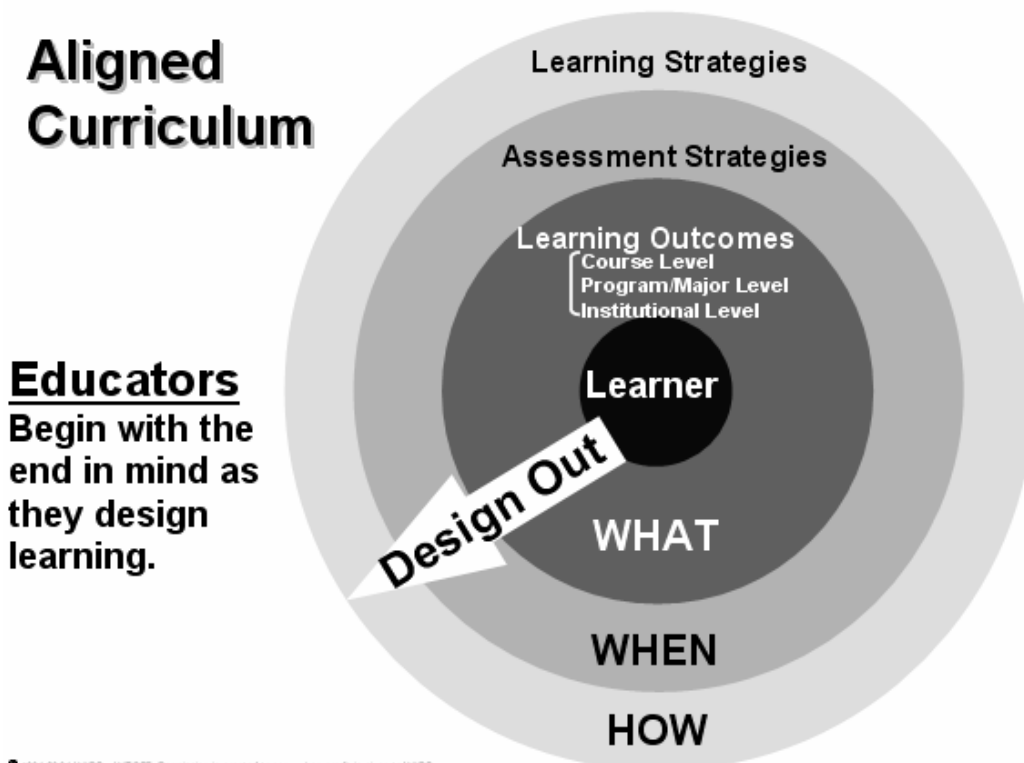 Aligned
Curriculum
Learning Strategies
Assessment Strategies
Learning Outcomes
Course Level
Program/Major Level
Institutional Level
Learner
Educators
Begin with the
end in mind as
they design
learning.
Design Out
WHAT
WHEN
HOW